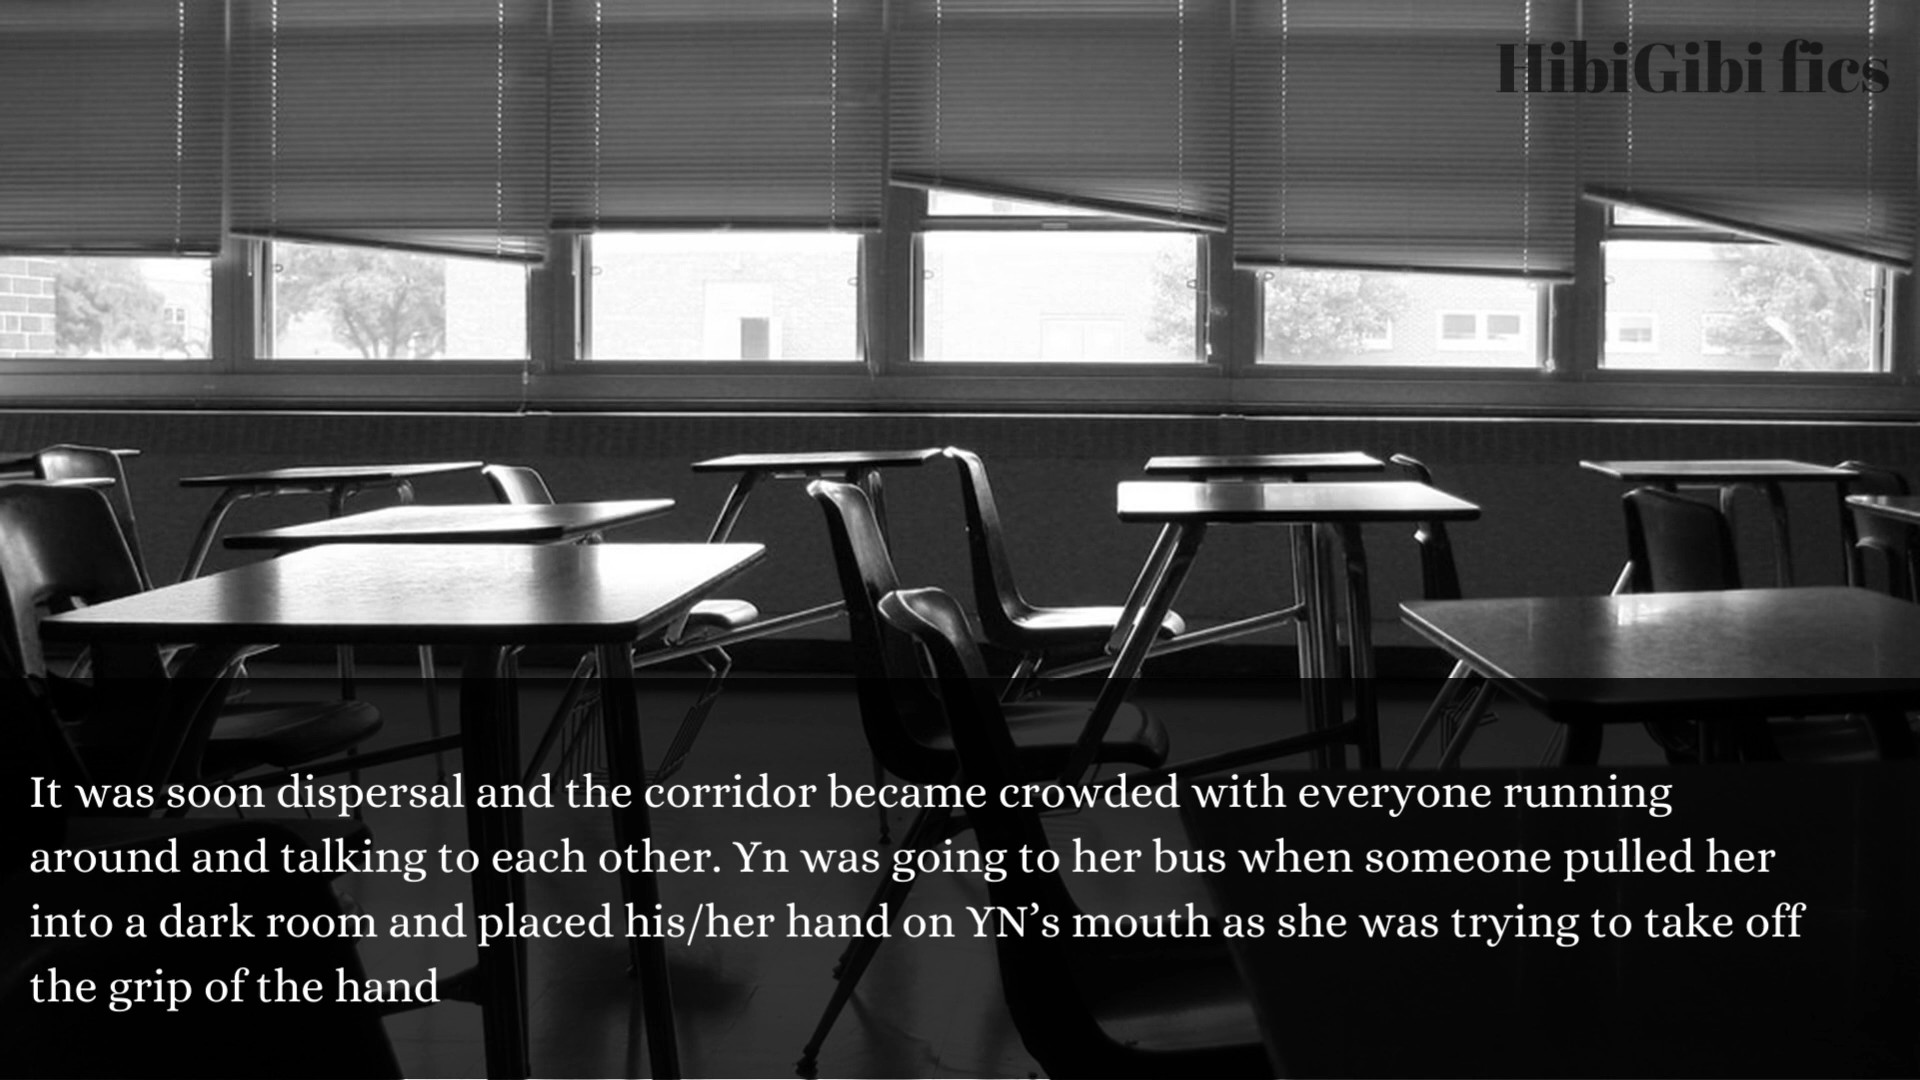 HibiGibi fics
It was soon dispersal and the corridor became crowded with everyone running
around and talking to each other. Yn was going to her bus when someone pulled her
into a dark room and placed his/her hand on YN’s mouth as she was trying to take off
the grip of the hand